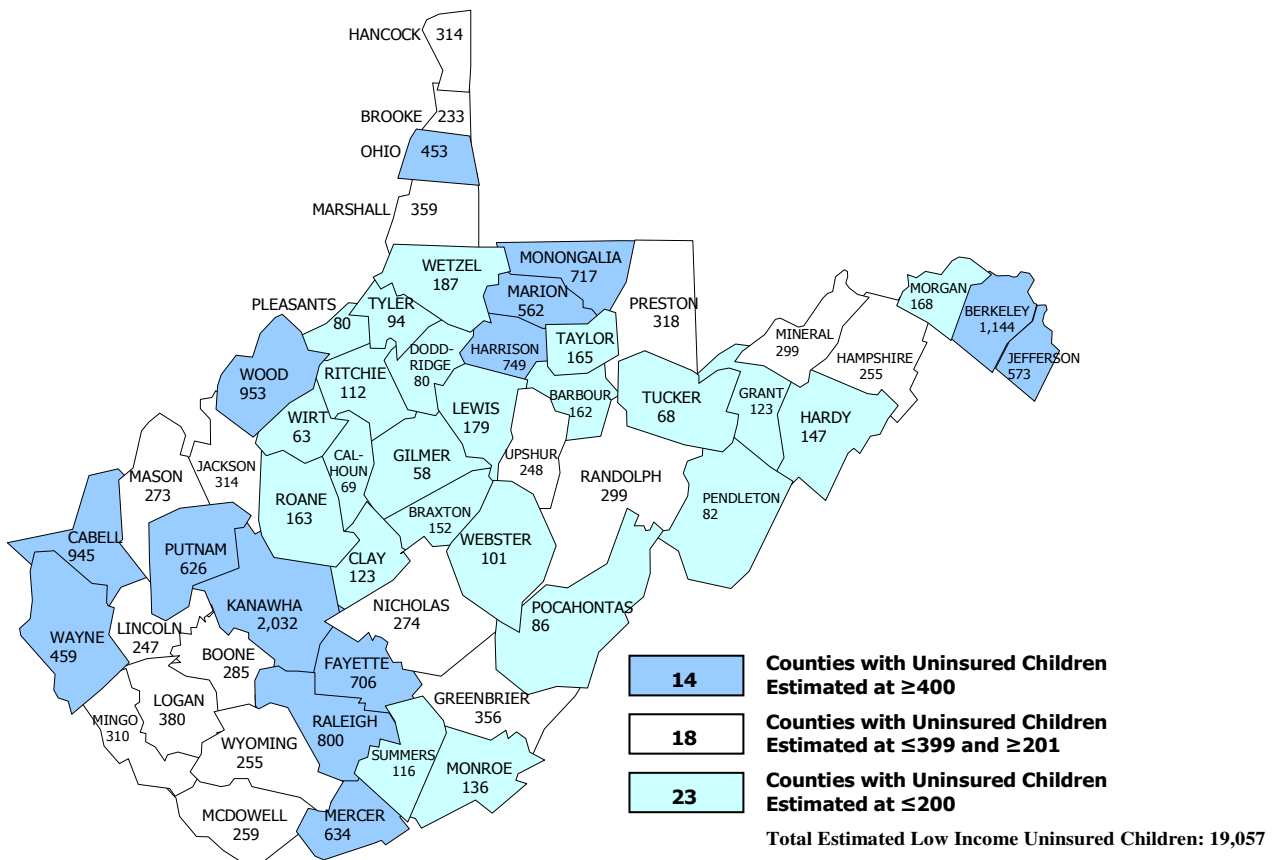 HANCOCK 314
BROOKE 233
OHIO 453
MARSHALL 359
WETZEL
187
MONONGALIA
717
MARION
562
PRESTON
318
PLEASANTS
80
TYLER
94
DODD-
RIDGE
80
HARRISON
749
TAYLOR
165
MINERAL
299
HAMPSHIRE
255
MORGAN
168
BERKELEY
1,144
JEFFERSON
573
WOOD
953
RITCHIE
112
WIRT
63
LEWIS
179
BARBOUR
162
TUCKER
68
GRANT
123
HARDY
147
MASON
273
JACKSON
314
CAL-
HOUN
69
GILMER
58
UPSHUR
248
RANDOLPH
299
PENDLETON
82
ROANE
163
BRAXTON
152
WEBSTER
101
CABELL
945
PUTNAM
626
CLAY
123
KANAWHA
2,032
NICHOLAS
274
POCAHONTAS
86
WAYNE
459
LINCOLN
247
BOONE
285
FAYETTE
706
GREENBRIER
356
LOGAN
380
MINGO
310
WYOMING
255
RALEIGH
800
SUMMERS
116
MONROE
136
MCDOWELL
259
MERCER
634
14 Counties with Uninsured Children
Estimated at ≥400
18 Counties with Uninsured Children
Estimated at ≤399 and ≥201
23 Counties with Uninsured Children
Estimated at ≤200
Total Estimated Low Income Uninsured Children: 19,057